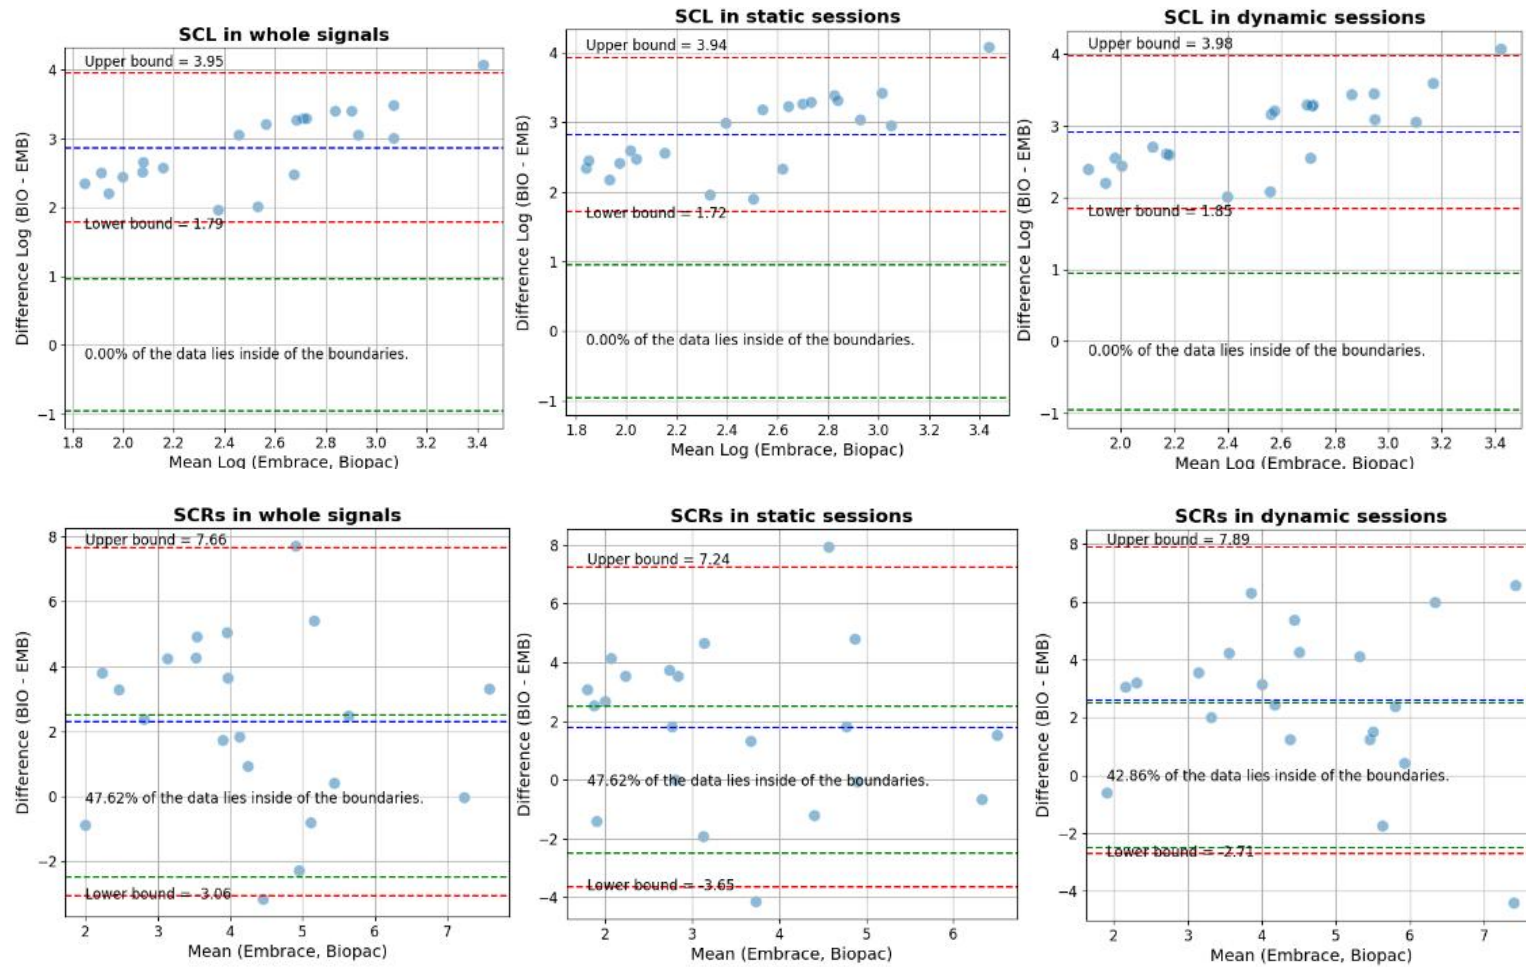 SCL in whole signals
Upper bound = 3.95
Lower bound = 1.79
0.00% of the data lies inside of the boundaries.
Difference Log (BIO - EMB)
4
3
2
1
0
−1
1.8 2.0 2.2 2.4 2.6 2.8 3.0 3.2 3.4
Mean Log (Embrace, Biopac)
SCL in static sessions
Upper bound = 3.94
Lower bound = 1.72
0.00% of the data lies inside of the boundaries.
Difference Log (BIO - EMB)
4
3
2
1
0
−1
1.8 2.0 2.2 2.4 2.6 2.8 3.0 3.2 3.4
Mean Log (Embrace, Biopac)
SCL in dynamic sessions
Upper bound = 3.98
Lower bound = 1.85
0.00% of the data lies inside of the boundaries.
Difference Log (BIO - EMB)
4
3
2
1
0
−1
2.0 2.2 2.4 2.6 2.8 3.0 3.2 3.4
Mean Log (Embrace, Biopac)
SCRs in whole signals
Upper bound = 7.66
47.62% of the data lies inside of the boundaries.
Lower bound = -3.06
Difference (BIO - EMB)
8
6
4
2
0
−2
2 3 4 5 6 7
Mean (Embrace, Biopac)
SCRs in static sessions
Upper bound = 7.24
47.62% of the data lies inside of the boundaries.
Lower bound = -3.65
Difference (BIO - EMB)
8
6
4
2
0
−2
−4
2 3 4 5 6
Mean (Embrace, Biopac)
SCRs in dynamic sessions
Upper bound = 7.89
42.86% of the data lies inside of the boundaries.
Lower bound = -2.71
Difference (BIO - EMB)
8
6
4
2
0
−2
−4
2 3 4 5 6 7
Mean (Embrace, Biopac)